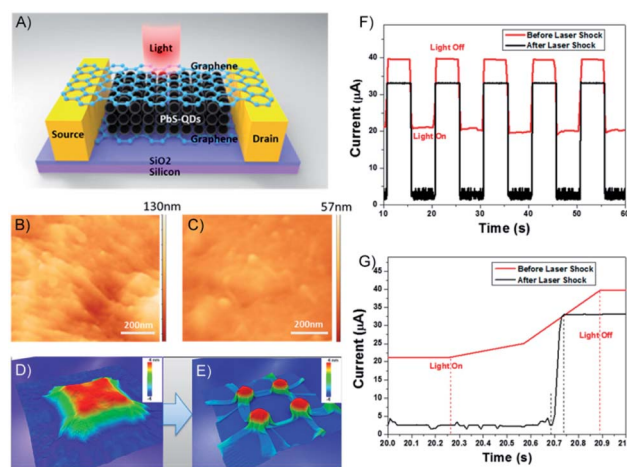 A)
Light
Graphene
PbS-QDs
Source
Graphene
Drain
SiO2
Silicon
B)
130nm
200nm
C)
57nm
200nm
D)
E)
F)
Before Laser Shock
After Laser Shock
Light Off
Light On
Current (μA)
50
40
30
20
10
0
10 20 30 40 50 60
Time (s)
G)
Before Laser Shock
After Laser Shock
Light On
Light Off
Current (μA)
50
45
40
35
30
25
20
15
10
5
0
20.0 20.1 20.2 20.3 20.4 20.5 20.6 20.7 20.8 20.9 21.0
Time (s)